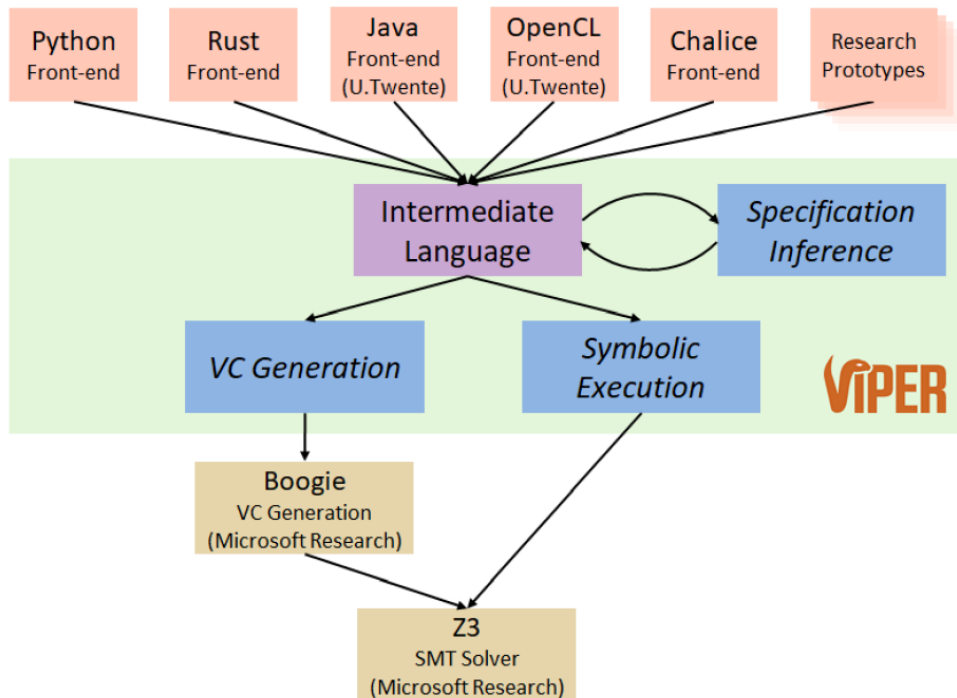 Python
Front-end
Rust
Front-end
Java
Front-end
(U.Twente)
OpenCL
Front-end
(U.Twente)
Chalice
Front-end
Research
Prototypes
Intermediate
Language
Specification
Inference
VC Generation
Symbolic
Execution
VIPER
Boogie
VC Generation
(Microsoft Research)
Z3
SMT Solver
(Microsoft Research)